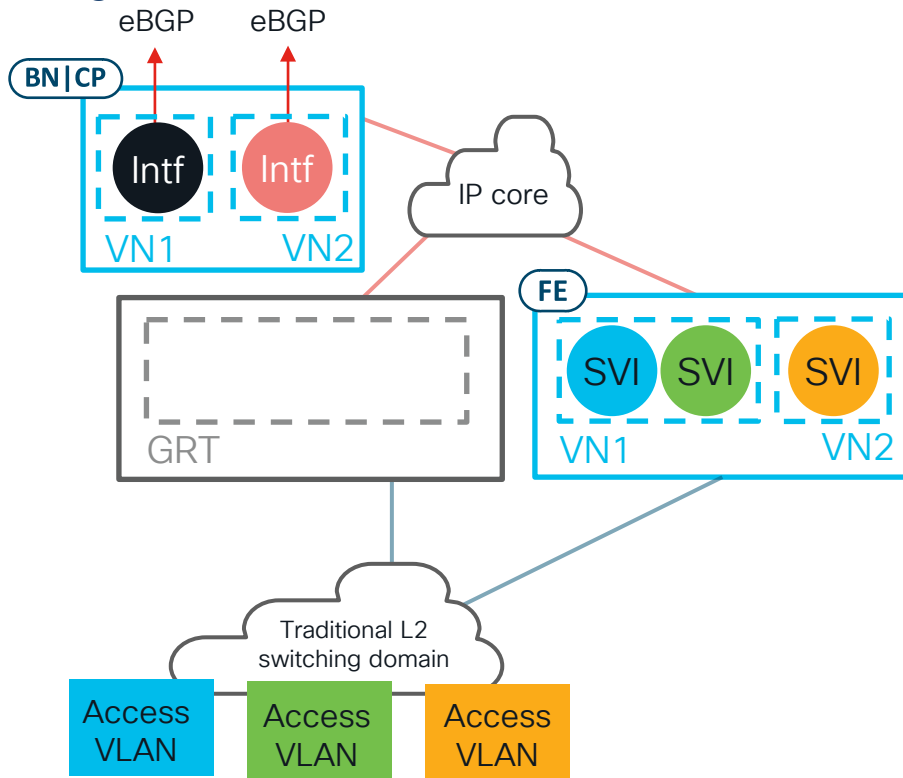 eBGP
eBGP
BN|CP
Intf
Intf
VN1
VN2
IP core
FE
SVI
SVI
SVI
VN1
VN2
GRT
Traditional L2
switching domain
Access
VLAN
Access
VLAN
Access
VLAN